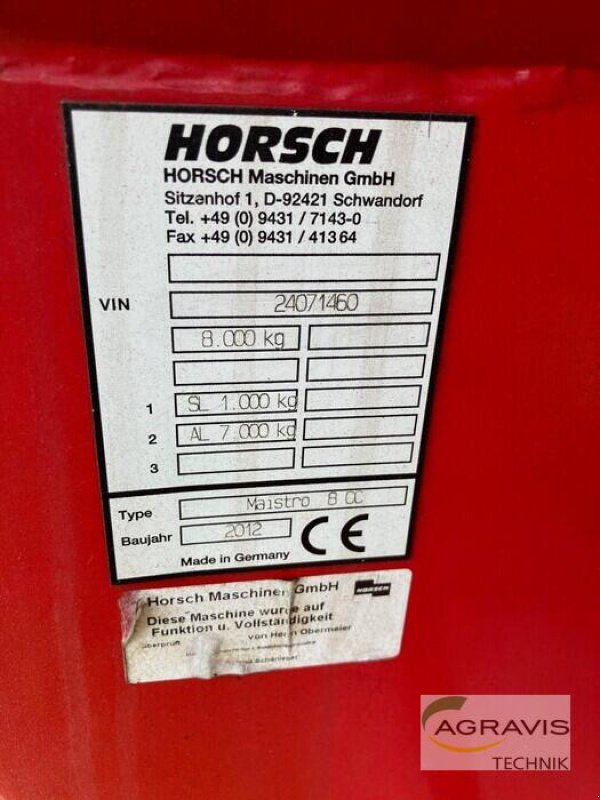 HORSCH
HORSCH Maschinen GmbH
Sitzenhof 1, D-92421 Schwandorf
Tel. +49 (0) 9431 / 7143-0
Fax +49 (0) 9431 / 41364
VIN 24071460
8.000 kg
1 SL 1.000 kg
2 AL 7.000 kg
3
Type Maistro 8 CC
Baujahr 2012 CE
Made in Germany
Horsch Maschinen GmbH HORSCH
Diese Maschine wurde auf
Funktion u. Vollständigkeit
überprüft von Herrn Obermeier
AGRAVIS
TECHNIK